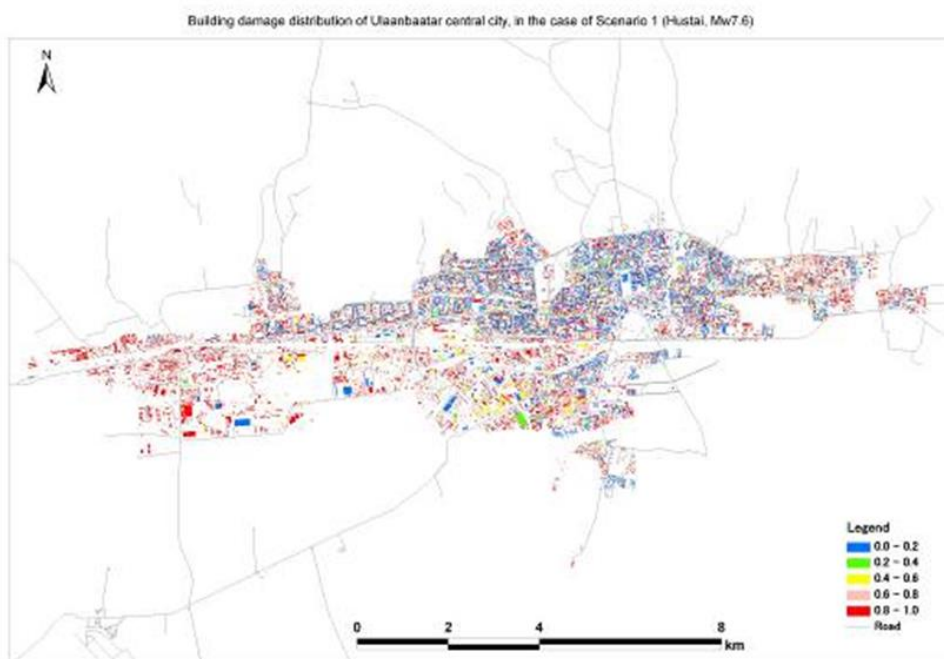 Building damage distribution of Ulaanbaatar central city, in the case of Scenario 1 (Hustai, Mw7.6)
N
Legend
0.0 - 0.2
0.2 - 0.4
0.4 - 0.6
0.6 - 0.8
0.8 - 1.0
Road
0 2 4 8
km